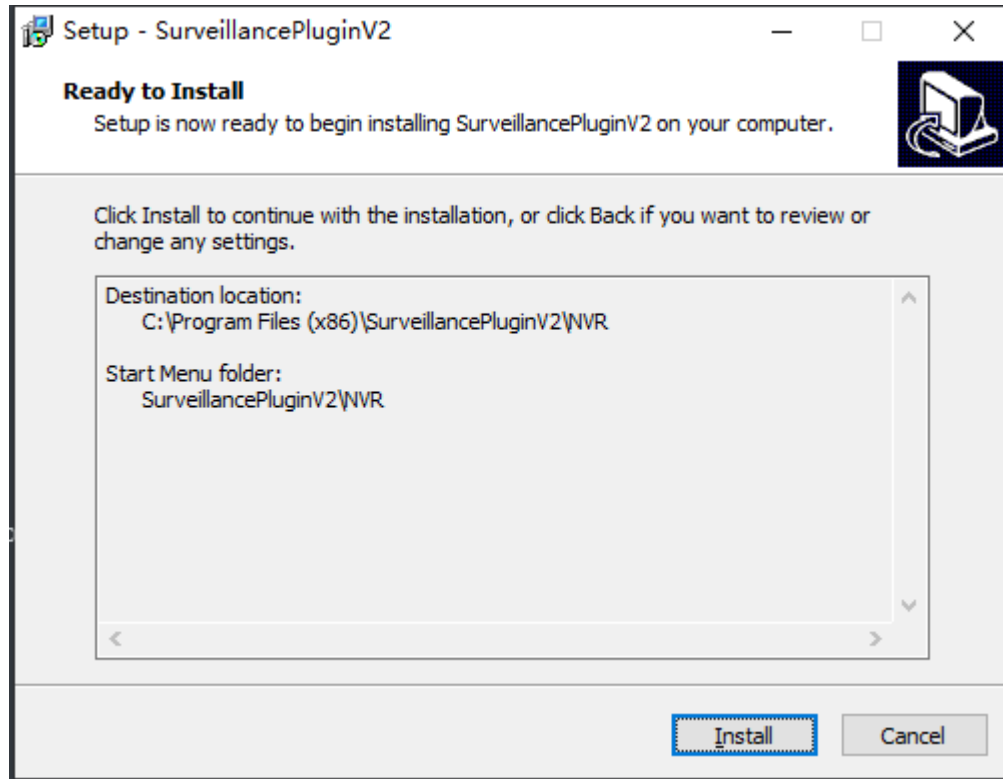 Setup - SurveillancePluginV2
Ready to Install
Setup is now ready to begin installing SurveillancePluginV2 on your computer.
Click Install to continue with the installation, or click Back if you want to review or
change any settings.
Destination location:
C:\Program Files (x86)\SurveillancePluginV2\NVR
Start Menu folder:
SurveillancePluginV2\NVR
Install
Cancel